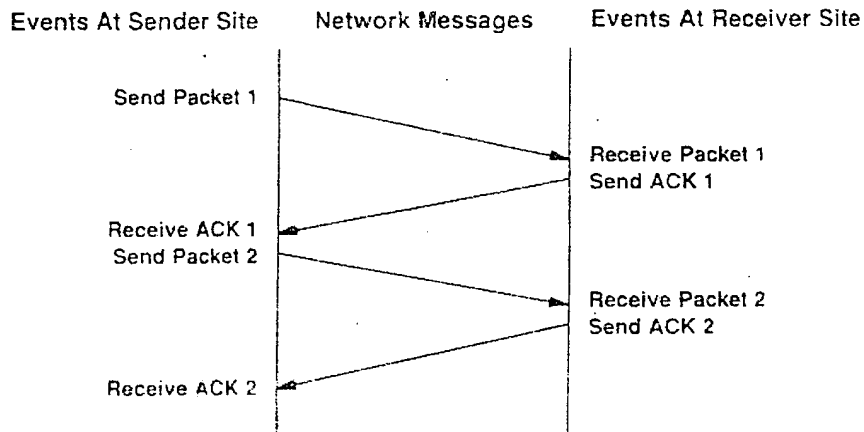 Events At Sender Site
Network Messages
Events At Receiver Site
Send Packet 1
Receive Packet 1
Send ACK 1
Receive ACK 1
Send Packet 2
Receive Packet 2
Send ACK 2
Receive ACK 2